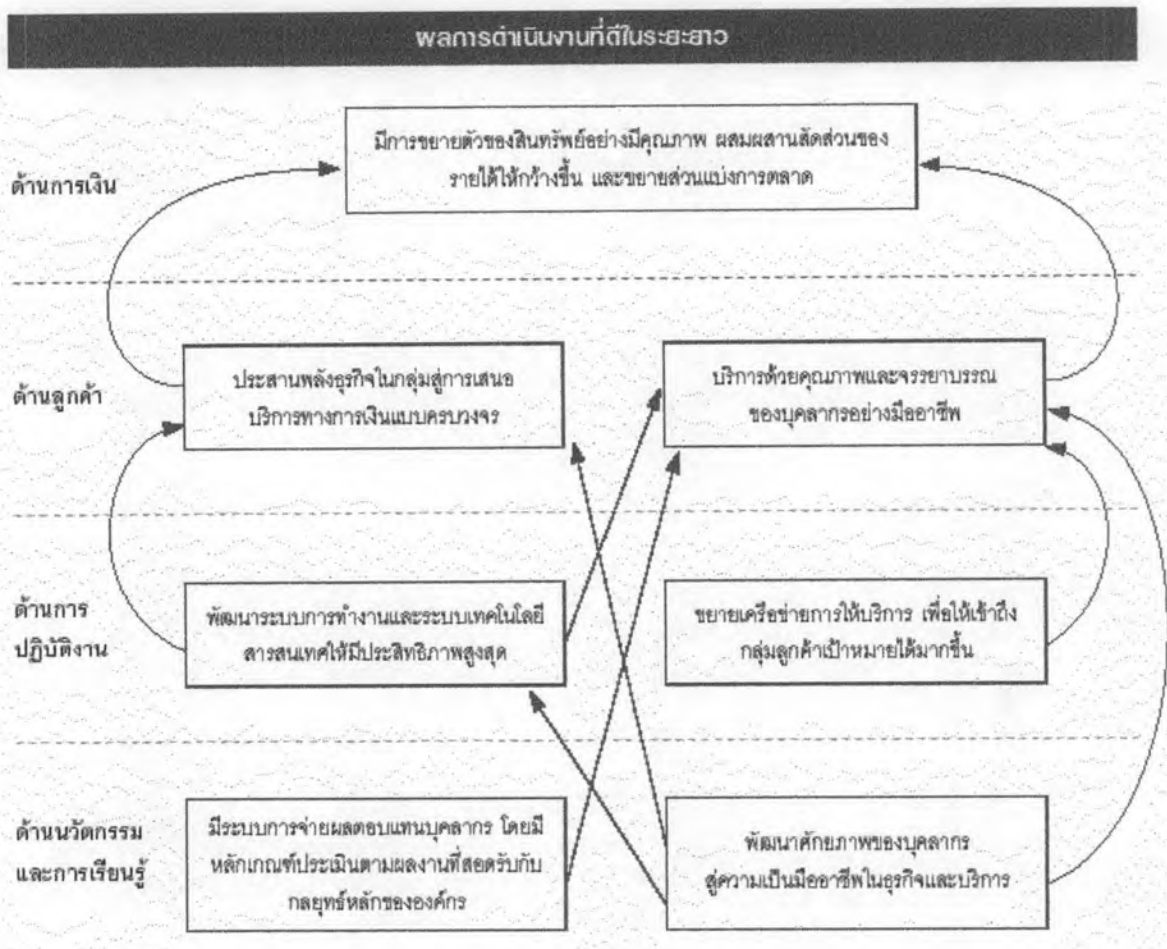 ผลการดำเนินงานที่ดีในระยะยาว
ด้านการเงิน
มีการขยายตัวของสินทรัพย์อย่างมีคุณภาพ ผสมผสานสัดส่วนของ
รายได้ให้กว้างขึ้น และขยายส่วนแบ่งการตลาด
ด้านลูกค้า
ประสานพลังธุรกิจในกลุ่มสู่การเสนอ
บริการทางการเงินแบบครบวงจร
บริการด้วยคุณภาพและจรรยาบรรณ
ของบุคลากรอย่างมืออาชีพ
ด้านการ
ปฏิบัติงาน
พัฒนาระบบการทำงานและระบบเทคโนโลยี
สารสนเทศให้มีประสิทธิภาพสูงสุด
ขยายเครือข่ายการให้บริการ เพื่อให้เข้าถึง
กลุ่มลูกค้าเป้าหมายได้มากขึ้น
ด้านนวัตกรรม
และการเรียนรู้
มีระบบการจ่ายผลตอบแทนบุคลากร โดยมี
หลักเกณฑ์ประเมินตามผลงานที่สอดรับกับ
กลยุทธ์หลักขององค์กร
พัฒนาศักยภาพของบุคลากร
สู่ความเป็นมืออาชีพในธุรกิจและบริการ